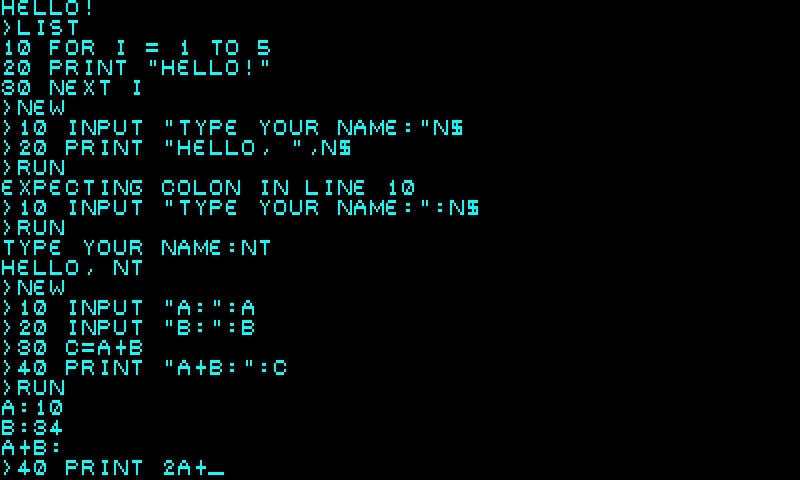 HELLO!
>LIST
10 FOR I = 1 TO 5
20 PRINT "HELLO!"
30 NEXT I
>NEW
>10 INPUT "TYPE YOUR NAME:"N$
>20 PRINT "HELLO, ",N$
>RUN
EXPECTING COLON IN LINE 10
>10 INPUT "TYPE YOUR NAME:":N$
>RUN
TYPE YOUR NAME:NT
HELLO, NT
>NEW
>10 INPUT "A:":A
>20 INPUT "B:":B
>30 C=A+B
>40 PRINT "A+B:":C
>RUN
A:10
B:34
A+B:
>40 PRINT 2A+_